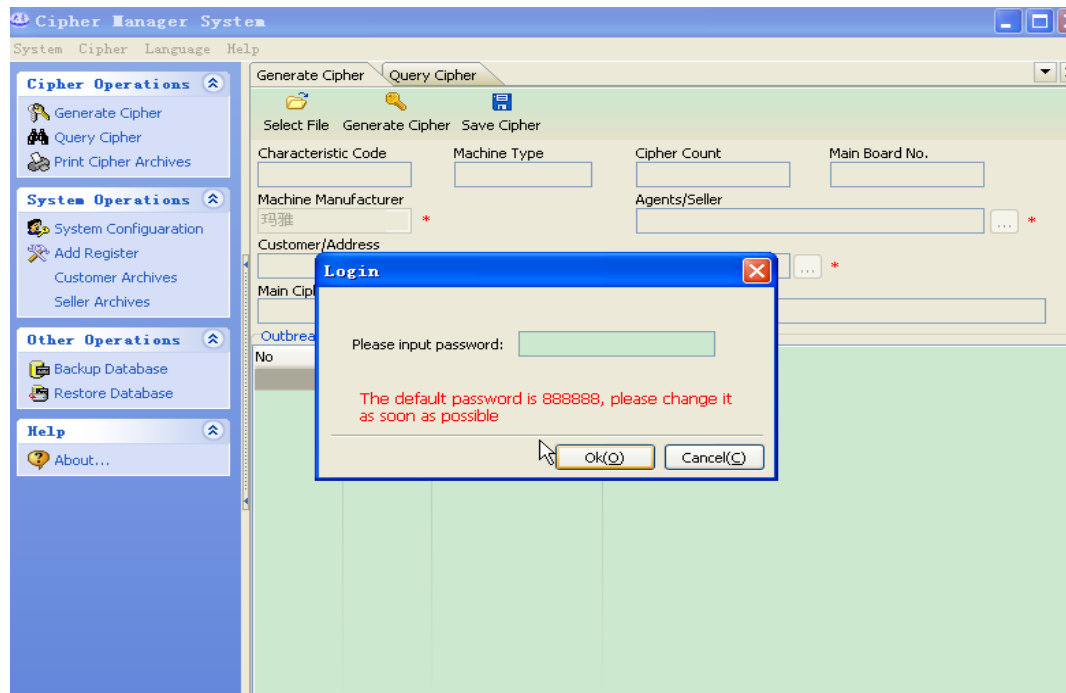 Cipher Manager System
System Cipher Language Help
Cipher Operations
Generate Cipher
Query Cipher
Print Cipher Archives
System Operations
System Configuaration
Add Register
Customer Archives
Seller Archives
Other Operations
Backup Database
Restore Database
Help
About...
Generate Cipher Query Cipher
Select File Generate Cipher Save Cipher
Characteristic Code Machine Type Cipher Count Main Board No.
Machine Manufacturer Agents/Seller
玛雅 * ... *
Customer/Address
... *
Main Ciph
Outbrea
No
Login
Please input password:
The default password is 888888, please change it
as soon as possible
Ok(O) Cancel(C)